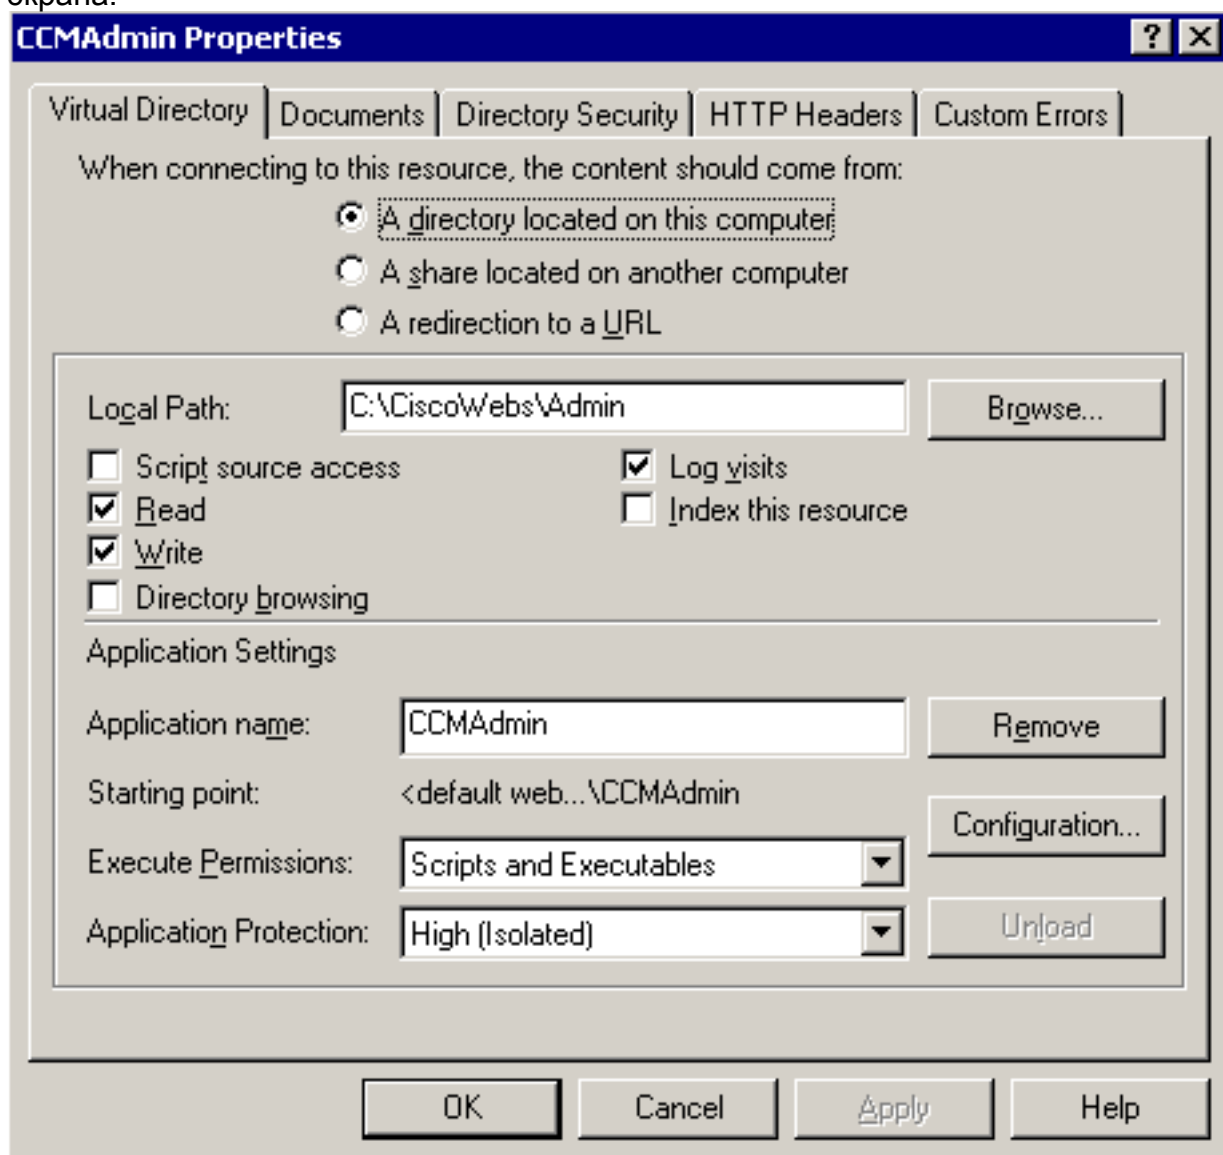 экрана.
CCMAdmin Properties
Virtual Directory Documents Directory Security HTTP Headers Custom Errors
When connecting to this resource, the content should come from:
A directory located on this computer
A share located on another computer
A redirection to a URL
Local Path: C:\CiscoWebs\Admin Browse...
Script source access Log visits
Read Index this resource
Write
Directory browsing
Application Settings
Application name: CCMAdmin Remove
Starting point: <default web...\CCMAdmin
Configuration...
Execute Permissions: Scripts and Executables
Application Protection: High (Isolated) Unload
OK Cancel Apply Help